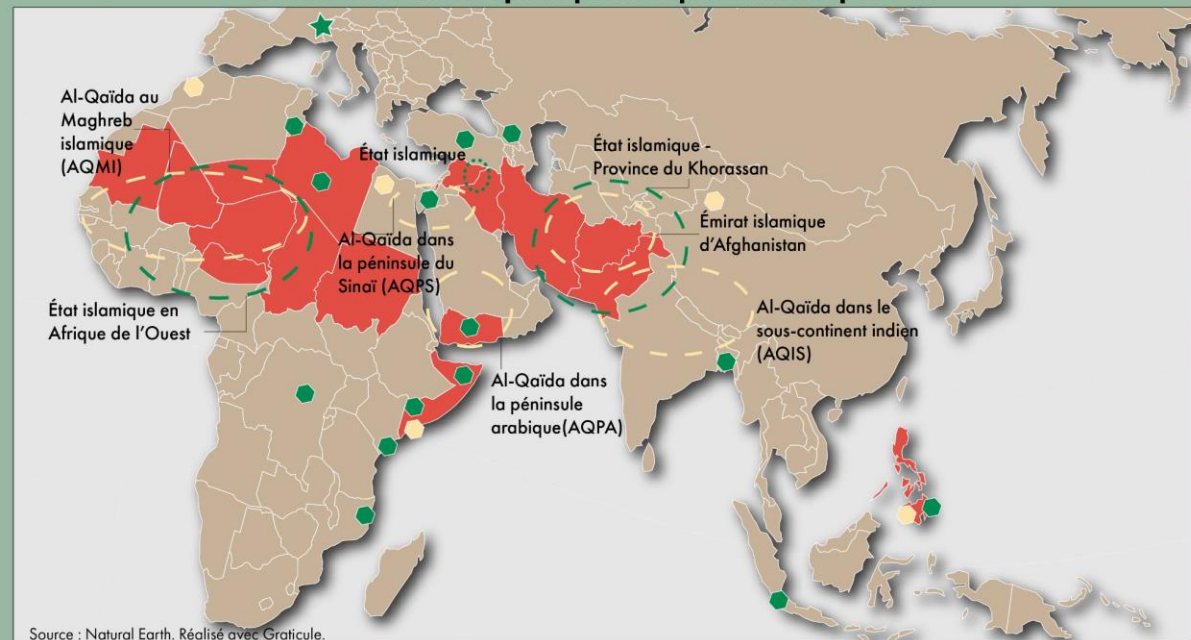 Al-Qaïda au
Maghreb
islamique
(AQMI)
État islamique
État islamique -
Province du Khorassan
Émirat islamique
d'Afghanistan
Al-Qaïda dans
la péninsule du
Sinaï (AQPS)
État islamique en
Afrique de l'Ouest
Al-Qaïda dans le
sous-continent indien
(AQIS)
Al-Qaïda dans
la péninsule
arabique(AQPA)
Source : Natural Earth. Réalisé avec Graticule.